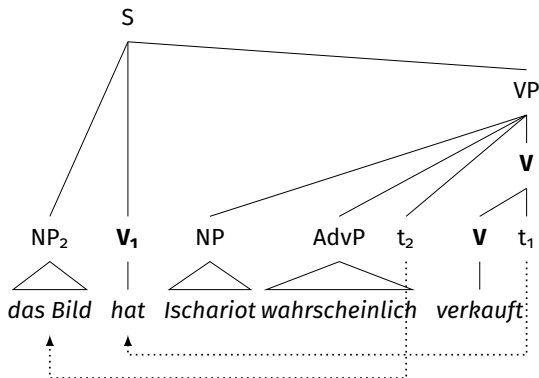 S
VP
V
NP₂ V₁ NP AdvP t₂ V t₁
das Bild hat Ischariot wahrscheinlich verkauft